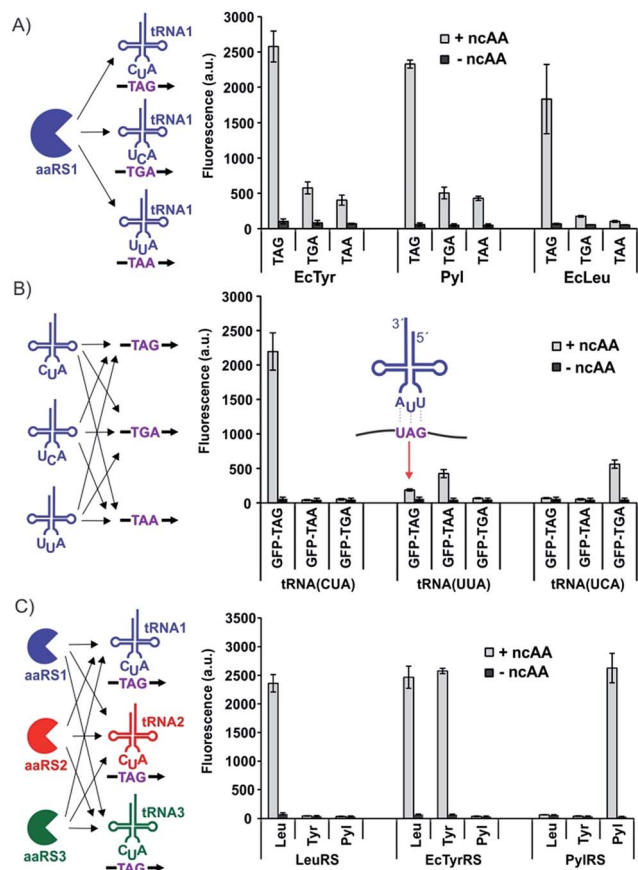 A)
aaRS1
tRNA1
CUA
TAG
tRNA1
UCA
TGA
tRNA1
UUA
TAA
Fluorescence (a.u.)
3000
2500
2000
1500
1000
500
0
+ ncAA
- ncAA
TAG TGA TAA TAG TGA TAA TAG TGA TAA
EcTyr Pyl EcLeu
B)
CUA
TAG
UCA
TGA
UUA
TAA
Fluorescence (a.u.)
3000
2500
2000
1500
1000
500
0
+ ncAA
- ncAA
3´
5´
AUU
UAG
GFP-TAG GFP-TAA GFP-TGA GFP-TAG GFP-TAA GFP-TGA GFP-TAG GFP-TAA GFP-TGA
tRNA(CUA) tRNA(UUA) tRNA(UCA)
C)
aaRS1
aaRS2
aaRS3
tRNA1
CUA
TAG
tRNA2
CUA
TAG
tRNA3
CUA
TAG
Fluorescence (a.u.)
3500
3000
2500
2000
1500
1000
500
0
+ ncAA
- ncAA
Leu Tyr Pyl Leu Tyr Pyl Leu Tyr Pyl
LeuRS EcTyrRS PylRS